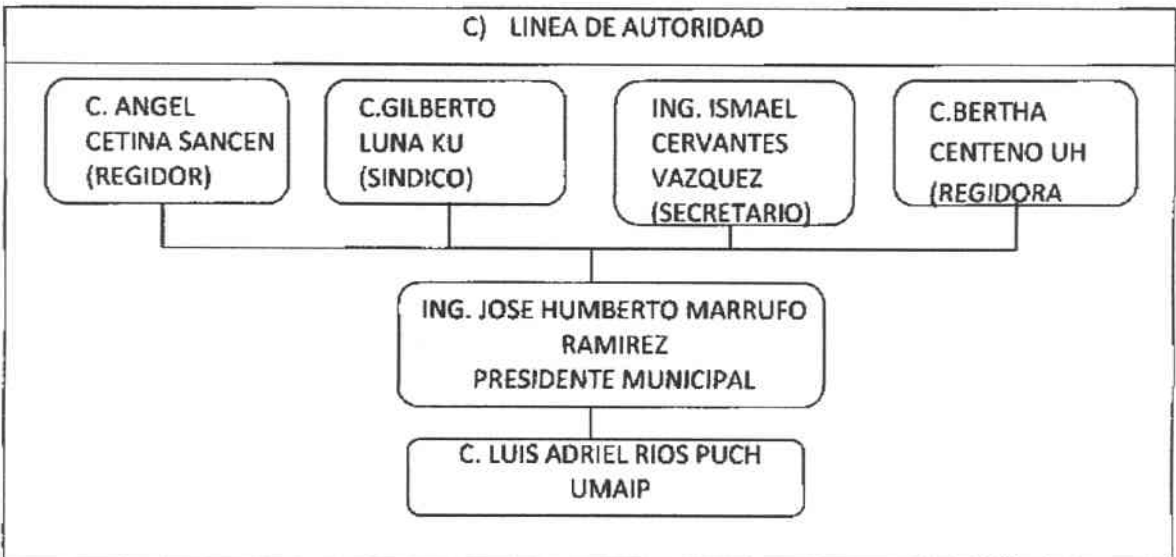 C) LINEA DE AUTORIDAD
C. ANGEL
CETINA SANCEN
(REGIDOR)
C.GILBERTO
LUNA KU
(SINDICO)
ING. ISMAEL
CERVANTES
VAZQUEZ
(SECRETARIO)
C.BERTHA
CENTENO UH
(REGIDORA
ING. JOSE HUMBERTO MARRUFO
RAMIREZ
PRESIDENTE MUNICIPAL
C. LUIS ADRIEL RIOS PUCH
UMAIP